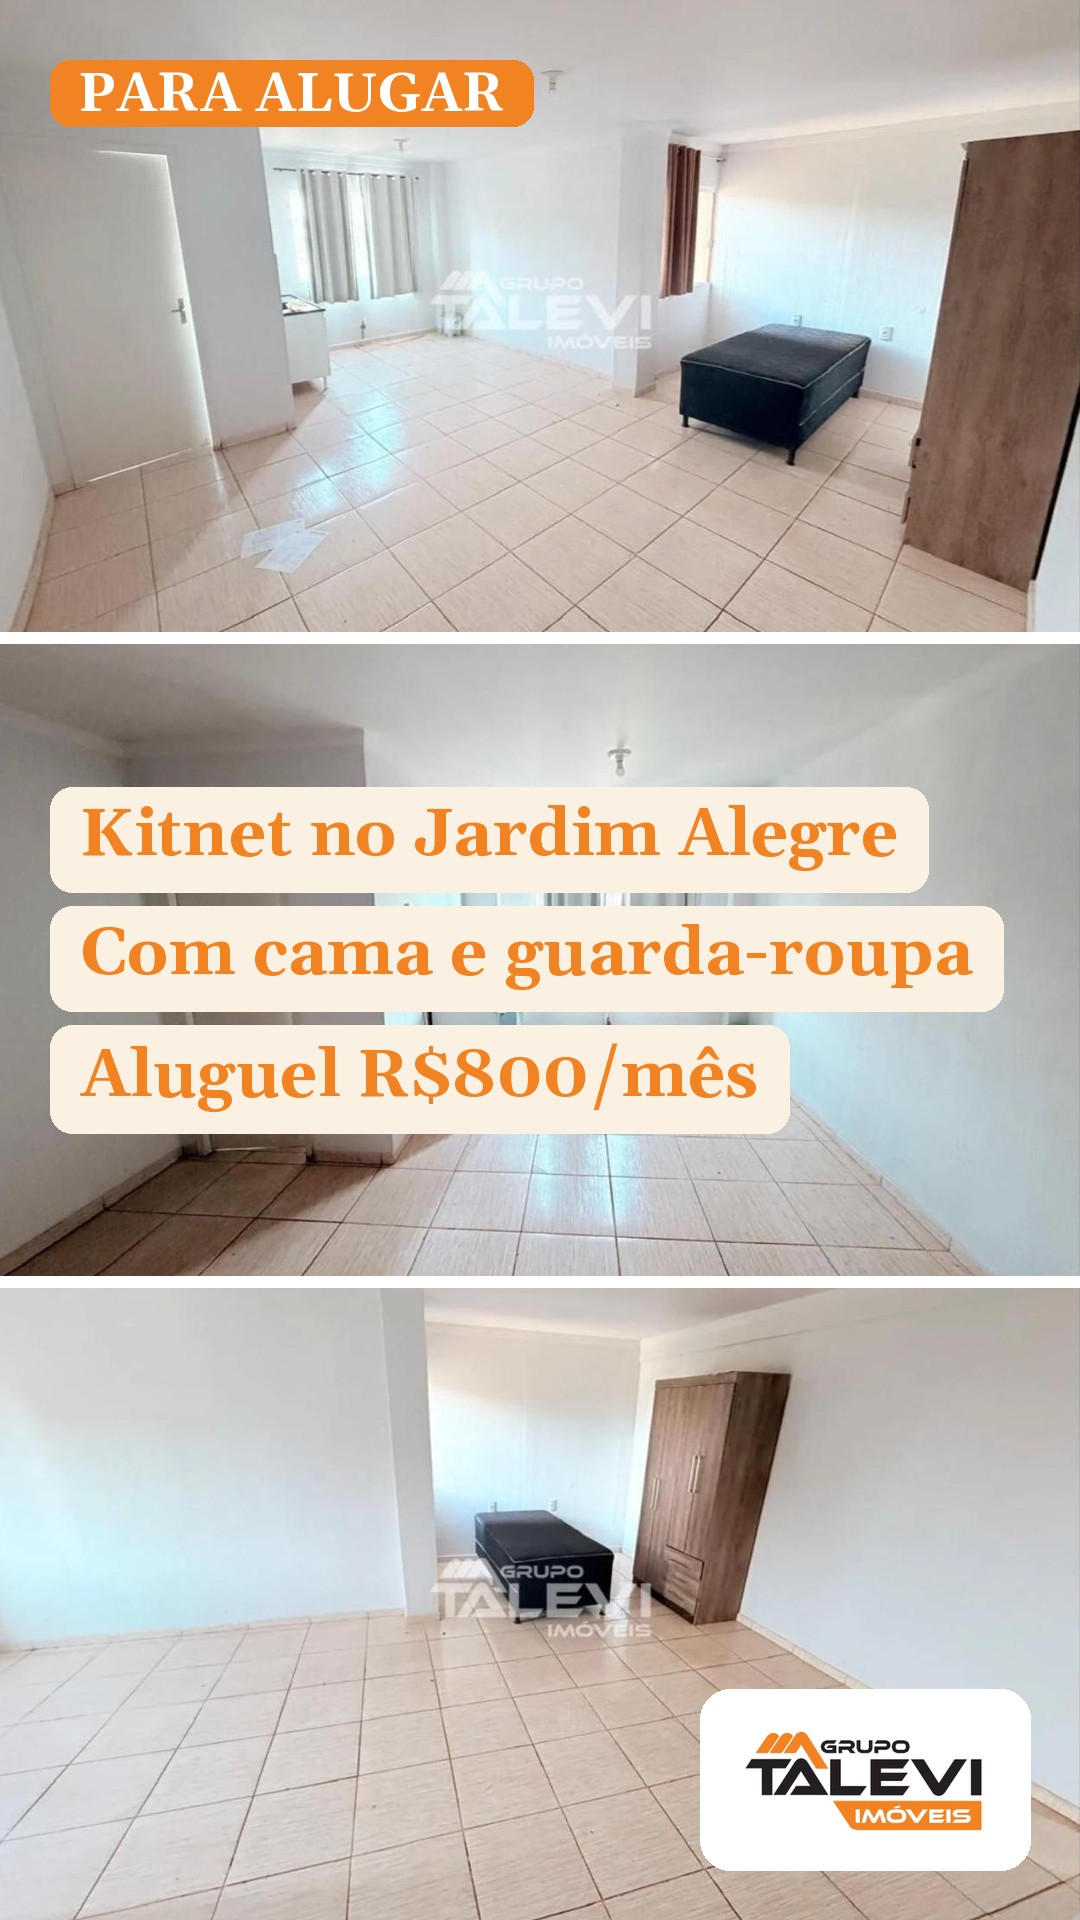 PARA ALUGAR
GRUPO
TALEVI
IMÓVEIS
Kitnet no Jardim Alegre
Com cama e guarda-roupa
Aluguel R$800/mês
GRUPO
TALEVI
IMÓVEIS
GRUPO
TALEVI
IMÓVEIS